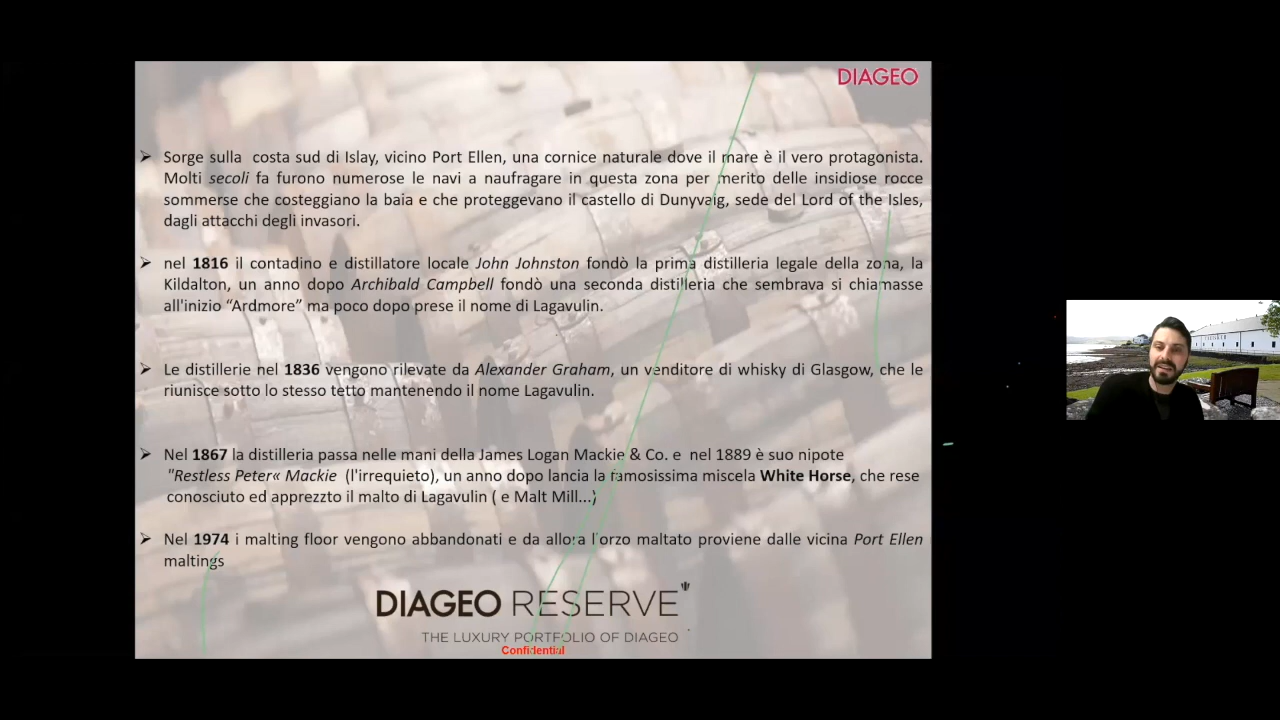 DIAGEO
➢ Sorge sulla costa sud di Islay, vicino Port Ellen, una cornice naturale dove il mare è il vero protagonista.
Molti secoli fa furono numerose le navi a naufragare in questa zona per merito delle insidiose rocce
sommerse che costeggiano la baia e che proteggevano il castello di Dunyvaig, sede del Lord of the Isles,
dagli attacchi degli invasori.
➢ nel 1816 il contadino e distillatore locale John Johnston fondò la prima distilleria legale della zona, la
Kildalton, un anno dopo Archibald Campbell fondò una seconda distilleria che sembrava si chiamasse
all'inizio “Ardmore” ma poco dopo prese il nome di Lagavulin.
➢ Le distillerie nel 1836 vengono rilevate da Alexander Graham, un venditore di whisky di Glasgow, che le
riunisce sotto lo stesso tetto mantenendo il nome Lagavulin.
➢ Nel 1867 la distilleria passa nelle mani della James Logan Mackie & Co. e nel 1889 è suo nipote
"Restless Peter« Mackie (l'irrequieto), un anno dopo lancia la famosissima miscela White Horse, che rese
conosciuto ed apprezzto il malto di Lagavulin ( e Malt Mill...)
➢ Nel 1974 i malting floor vengono abbandonati e da allora l'orzo maltato proviene dalle vicina Port Ellen
maltings
DIAGEO RESERVE
THE LUXURY PORTFOLIO OF DIAGEO
Confidential